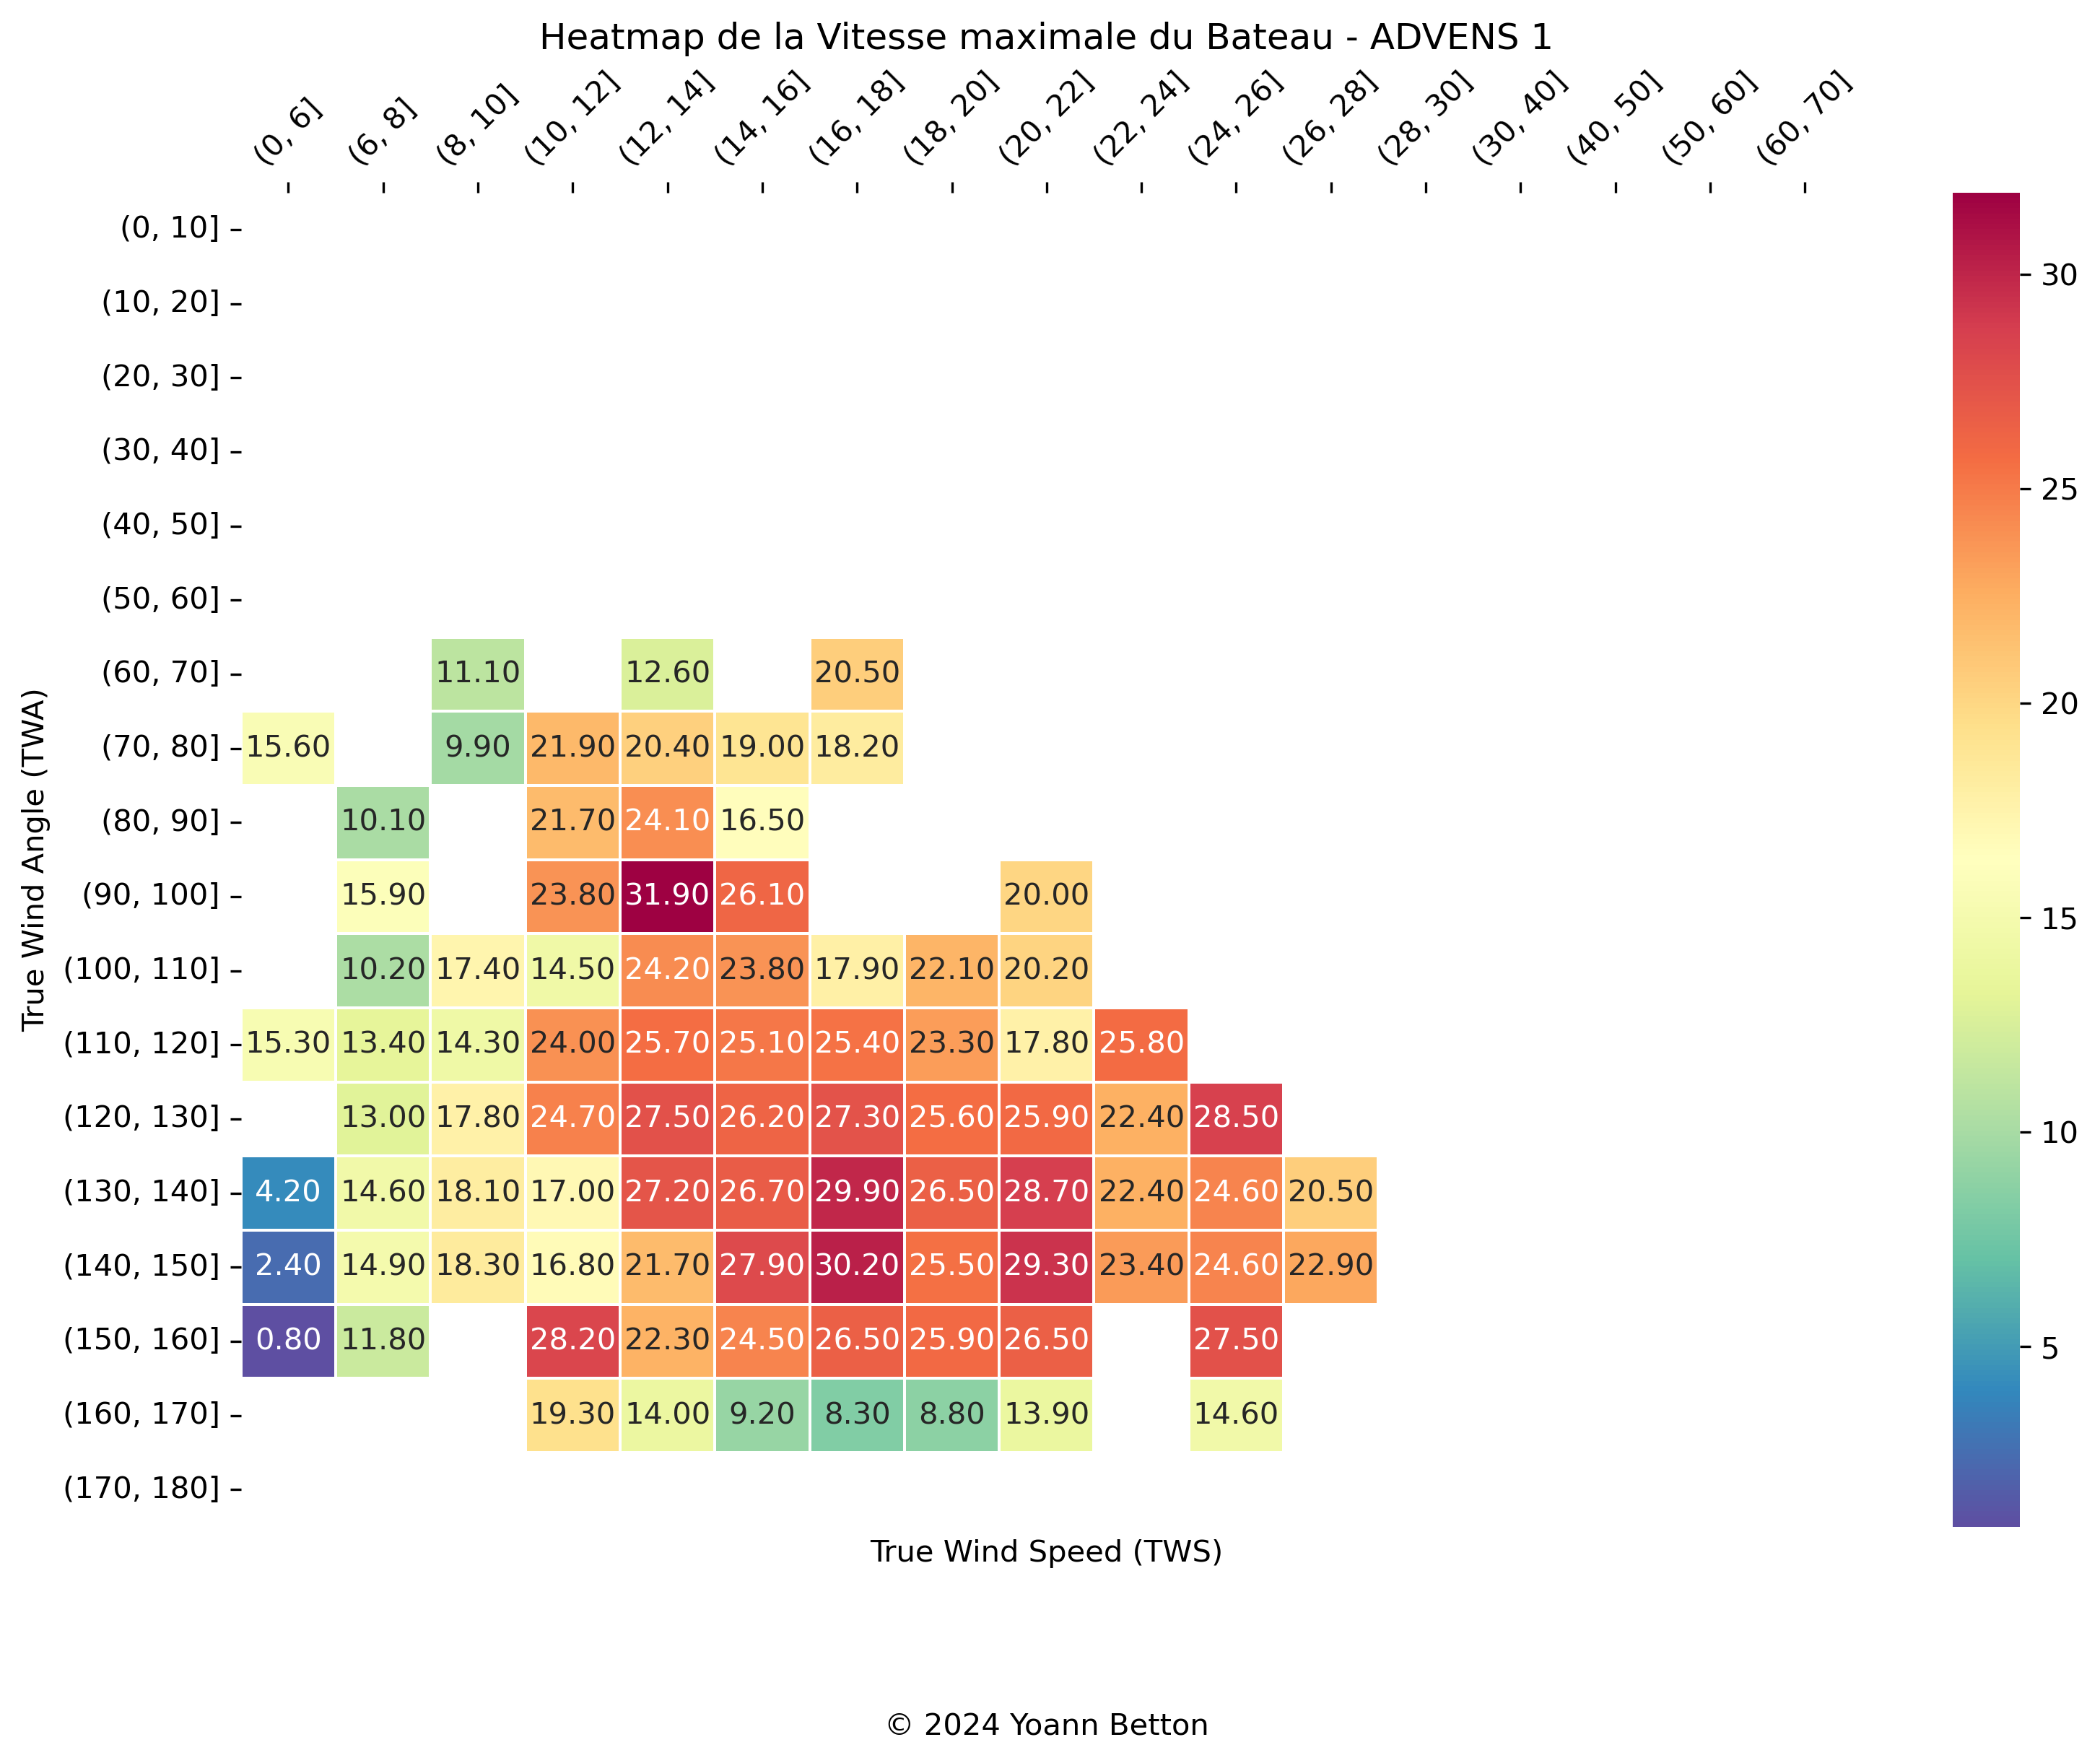 Heatmap de la Vitesse maximale du Bateau - ADVENS 1
(0, 6] (6, 8] (8, 10] (10, 12] (12, 14] (14, 16] (16, 18] (18, 20] (20, 22] (22, 24] (24, 26] (26, 28] (28, 30] (30, 40] (40, 50] (50, 60] (60, 70]
True Wind Angle (TWA)
(0, 10]
(10, 20]
(20, 30]
(30, 40]
(40, 50]
(50, 60]
(60, 70] 11.10 12.60 20.50
(70, 80] 15.60 9.90 21.90 20.40 19.00 18.20
(80, 90] 10.10 21.70 24.10 16.50
(90, 100] 15.90 23.80 31.90 26.10 20.00
(100, 110] 10.20 17.40 14.50 24.20 23.80 17.90 22.10 20.20
(110, 120] 15.30 13.40 14.30 24.00 25.70 25.10 25.40 23.30 17.80 25.80
(120, 130] 13.00 17.80 24.70 27.50 26.20 27.30 25.60 25.90 22.40 28.50
(130, 140] 4.20 14.60 18.10 17.00 27.20 26.70 29.90 26.50 28.70 22.40 24.60 20.50
(140, 150] 2.40 14.90 18.30 16.80 21.70 27.90 30.20 25.50 29.30 23.40 24.60 22.90
(150, 160] 0.80 11.80 28.20 22.30 24.50 26.50 25.90 26.50 27.50
(160, 170] 19.30 14.00 9.20 8.30 8.80 13.90 14.60
(170, 180]
True Wind Speed (TWS)
30
25
20
15
10
5
© 2024 Yoann Betton